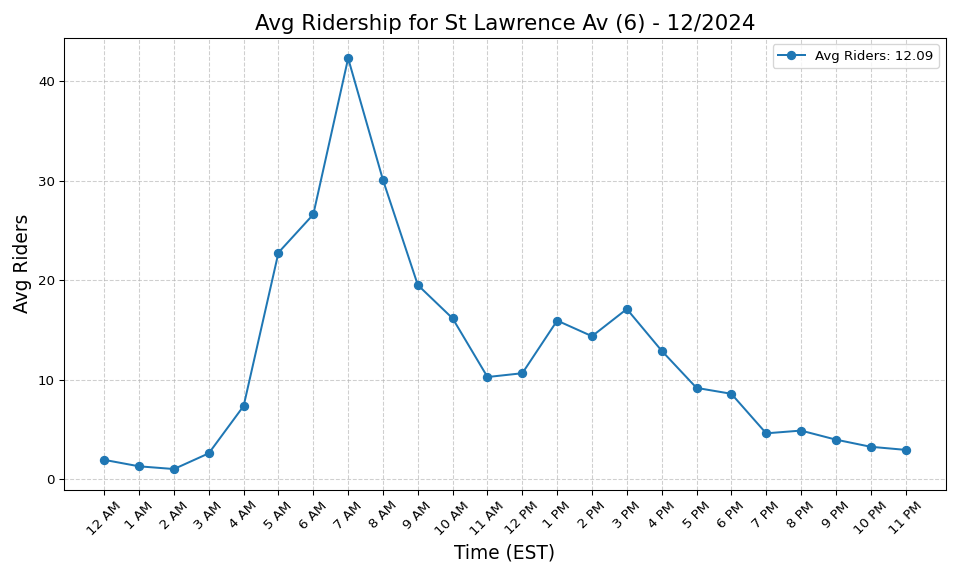 Avg Ridership for St Lawrence Av (6) - 12/2024
Avg Riders: 12.09
Avg Riders
40
30
20
10
0
12 AM
1 AM
2 AM
3 AM
4 AM
5 AM
6 AM
7 AM
8 AM
9 AM
10 AM
11 AM
12 PM
1 PM
2 PM
3 PM
4 PM
5 PM
6 PM
7 PM
8 PM
9 PM
10 PM
11 PM
Time (EST)